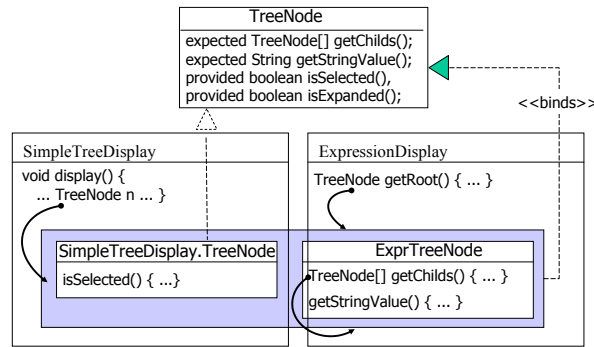 TreeNode
expected TreeNode[] getChilds();
expected String getStringValue();
provided boolean isSelected(),
provided boolean isExpanded();
<<binds>>
SimpleTreeDisplay
void display() {
... TreeNode n ... }
ExpressionDisplay
TreeNode getRoot() { ... }
SimpleTreeDisplay.TreeNode
isSelected() { ...}
ExprTreeNode
TreeNode[] getChilds() { ... }
getStringValue() { ... }